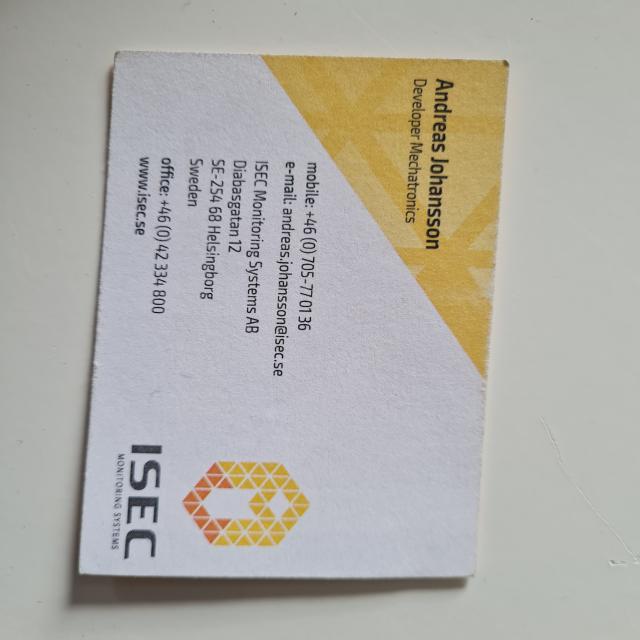 Andreas Johansson
Developer Mechatronics
mobile: +46 (0) 705-77 01 36
e-mail: andreas.johansson@isec.se
ISEC Monitoring Systems AB
Diabasgatan 12
SE-254 68 Helsingborg
Sweden
office: +46 (0) 42 334 800
www.isec.se
ISEC
MONITORING SYSTEMS